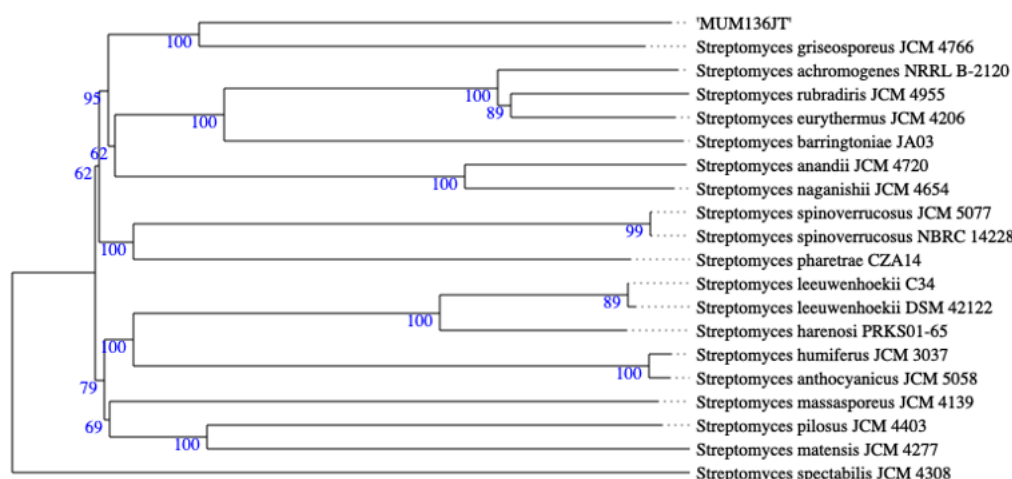 'MUM136JT'
100
Streptomyces griseosporeus JCM 4766
Streptomyces achromogenes NRRL B-2120
95
100
Streptomyces rubradiris JCM 4955
89
Streptomyces eurythermus JCM 4206
100
Streptomyces barringtoniae JA03
62
Streptomyces anandii JCM 4720
62
100
Streptomyces naganishii JCM 4654
Streptomyces spinoverrucosus JCM 5077
99
Streptomyces spinoverrucosus NBRC 14228
100
Streptomyces pharetrae CZA14
Streptomyces leeuwenhoekii C34
89
Streptomyces leeuwenhoekii DSM 42122
100
Streptomyces harenosi PRKS01-65
100
Streptomyces humiferus JCM 3037
100
Streptomyces anthocyanicus JCM 5058
79
Streptomyces massasporeus JCM 4139
69
Streptomyces pilosus JCM 4403
100
Streptomyces matensis JCM 4277
Streptomyces spectabilis JCM 4308